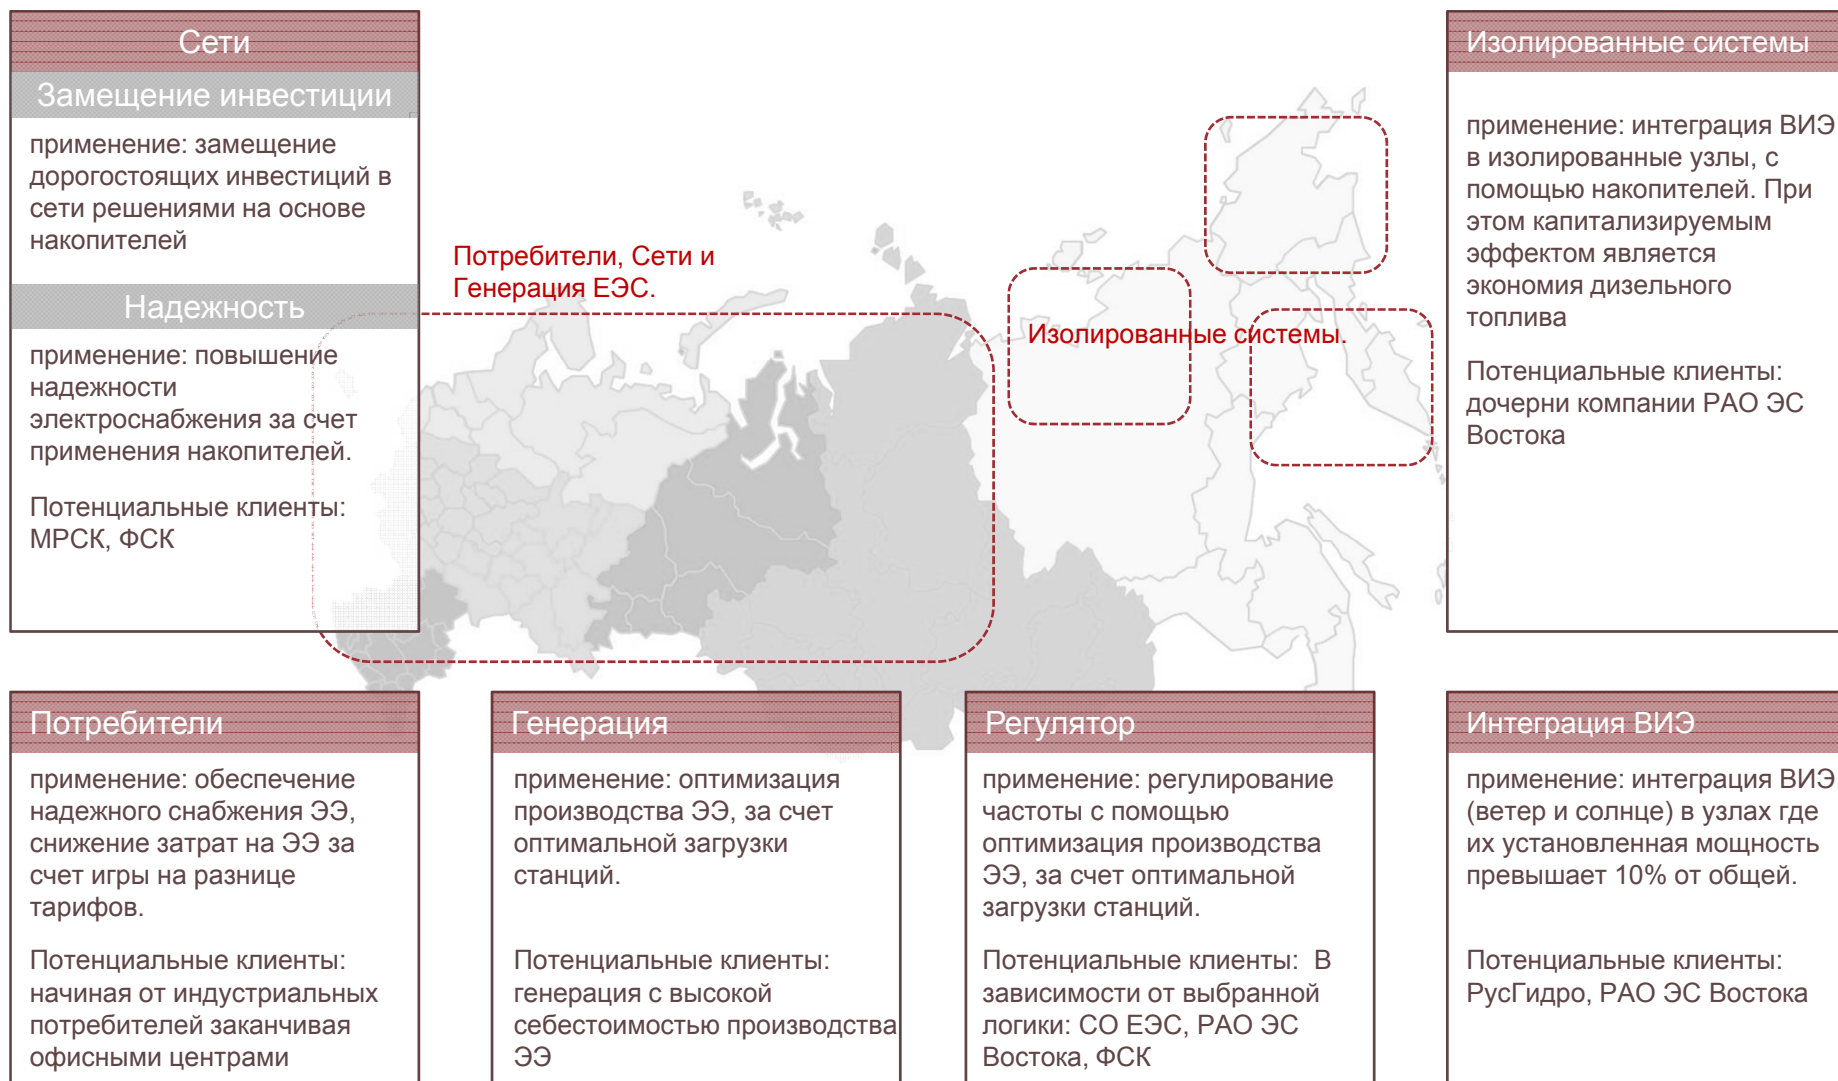 Сети
Замещение инвестиции
применение: замещение
дорогостоящих инвестиций в
сети решениями на основе
накопителей
Надежность
применение: повышение
надежности
электроснабжения за счет
применения накопителей.
Потенциальные клиенты:
МРСК, ФСК
Потребители, Сети и
Генерация ЕЭС.
Изолированные системы.
Изолированные системы
применение: интеграция ВИЭ
в изолированные узлы, с
помощью накопителей. При
этом капитализируемым
эффектом является
экономия дизельного
топлива
Потенциальные клиенты:
дочерни компании РАО ЭС
Востока
Потребители
применение: обеспечение
надежного снабжения ЭЭ,
снижение затрат на ЭЭ за
счет игры на разнице
тарифов.
Потенциальные клиенты:
начиная от индустриальных
потребителей заканчивая
офисными центрами
Генерация
применение: оптимизация
производства ЭЭ, за счет
оптимальной загрузки
станций.
Потенциальные клиенты:
генерация с высокой
себестоимостью производства
ЭЭ
Регулятор
применение: регулирование
частоты с помощью
оптимизация производства
ЭЭ, за счет оптимальной
загрузки станций.
Потенциальные клиенты: В
зависимости от выбранной
логики: СО ЕЭС, РАО ЭС
Востока, ФСК
Интеграция ВИЭ
применение: интеграция ВИЭ
(ветер и солнце) в узлах где
их установленная мощность
превышает 10% от общей.
Потенциальные клиенты:
РусГидро, РАО ЭС Востока